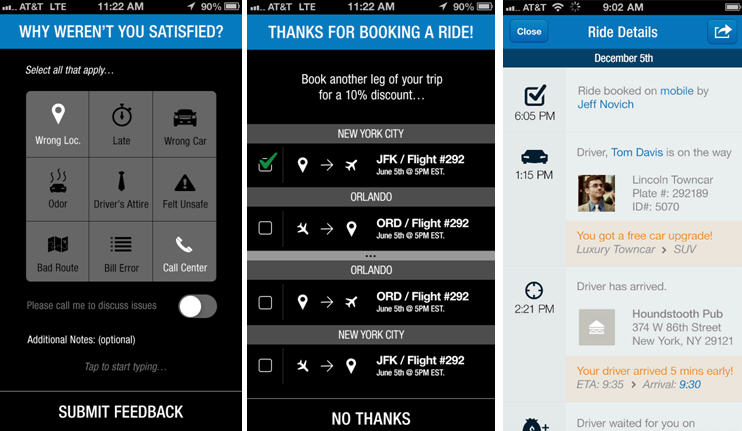 AT&T LTE 11:22 AM 90%
WHY WEREN'T YOU SATISFIED?
Select all that apply…
Wrong Loc.
Late
Wrong Car
Odor
Driver's Attire
Felt Unsafe
Bad Route
Bill Error
Call Center
Please call me to discuss issues
Additional Notes: (optional)
Tap to start typing…
SUBMIT FEEDBACK
AT&T LTE 11:22 AM 90%
THANKS FOR BOOKING A RIDE!
Book another leg of your trip
for a 10% discount…
NEW YORK CITY
JFK / Flight #292
June 5th @ 5PM EST.
ORLANDO
ORD / Flight #292
June 5th @ 5PM EST.
...
ORLANDO
ORD / Flight #292
June 5th @ 5PM EST.
NEW YORK CITY
JFK / Flight #292
June 5th @ 5PM EST.
NO THANKS
AT&T 9:02 AM
Close
Ride Details
December 5th
6:05 PM
Ride booked on mobile by
Jeff Novich
1:15 PM
Driver, Tom Davis is on the way
Lincoln Towncar
Plate #: 292189
ID#: 5070
You got a free car upgrade!
Luxury Towncar > SUV
2:21 PM
Driver has arrived.
Houndstooth Pub
374 W 86th Street
New York, NY 29121
Your driver arrived 5 mins early!
ETA: 9:35 > Arrival: 9:30
Driver waited for you on